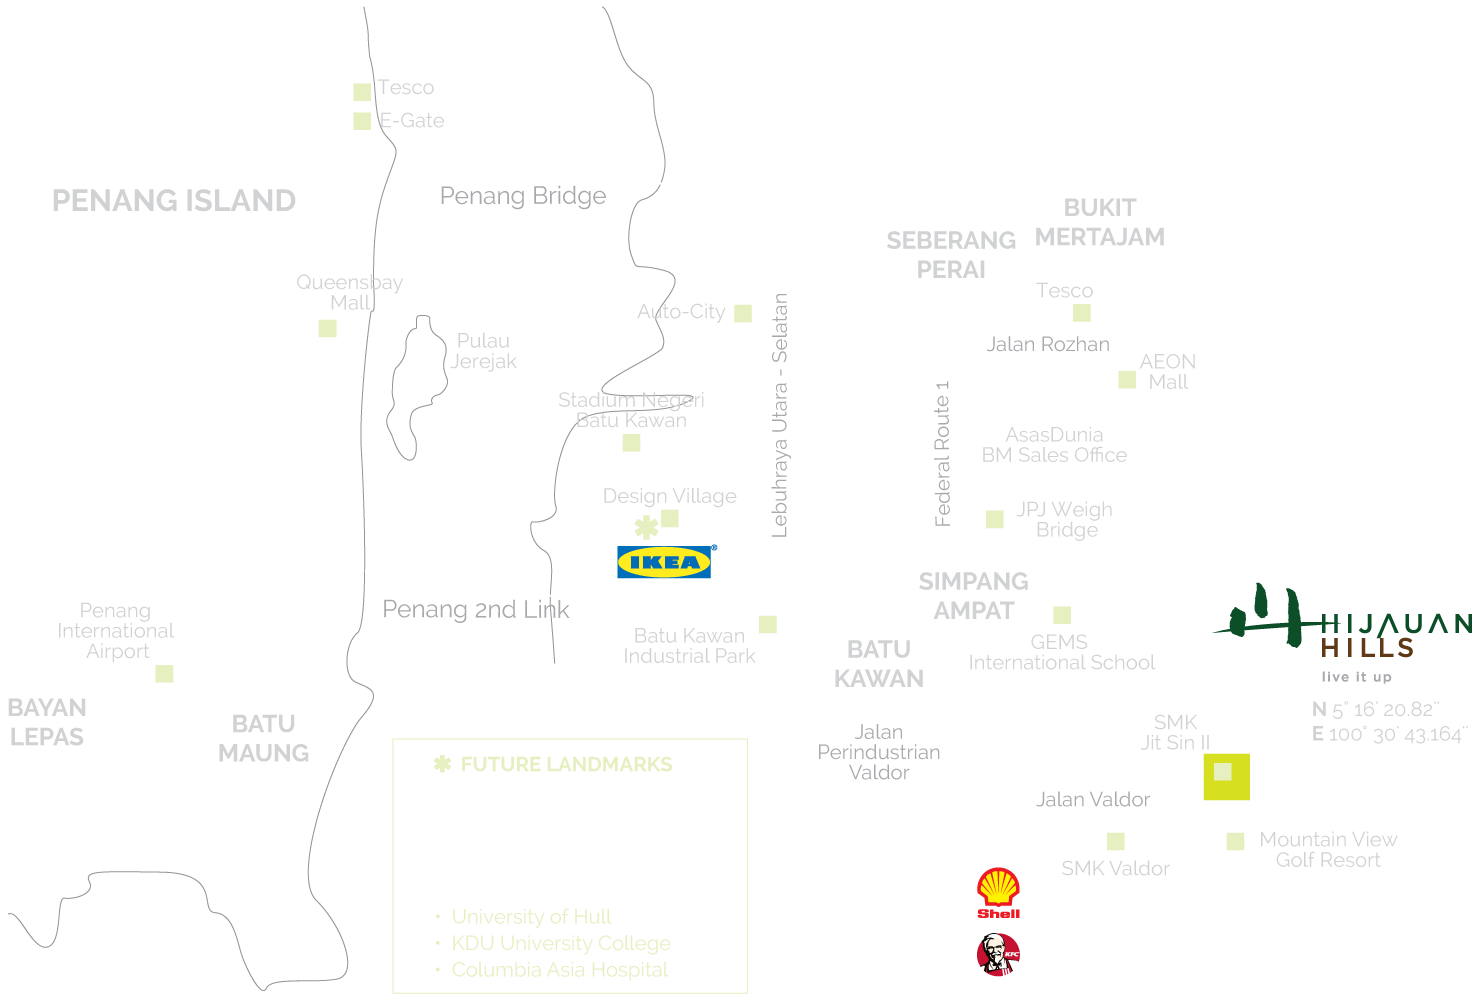 Tesco
E-Gate
PENANG ISLAND
Penang Bridge
BUKIT
MERTAJAM
SEBERANG
PERAI
Queensbay
Mall
Tesco
Auto-City
Lebuhraya Utara - Selatan
Jalan Rozhan
Pulau
Jerejak
AEON
Mall
Federal Route 1
Stadium Negeri
Batu Kawan
AsasDunia
BM Sales Office
Design Village
JPJ Weigh
Bridge
IKEA®
SIMPANG
AMPAT
Penang
International
Airport
Penang 2nd Link
Batu Kawan
Industrial Park
GEMS
International School
BATU
KAWAN
HIJAUAN
HILLS
live it up
N 5° 16' 20.82"
E 100° 30' 43.164"
BAYAN
LEPAS
BATU
MAUNG
Jalan
Perindustrian
Valdor
SMK
Jit Sin II
FUTURE LANDMARKS
Jalan Valdor
SMK Valdor
Mountain View
Golf Resort
Shell
KFC
• University of Hull
• KDU University College
• Columbia Asia Hospital